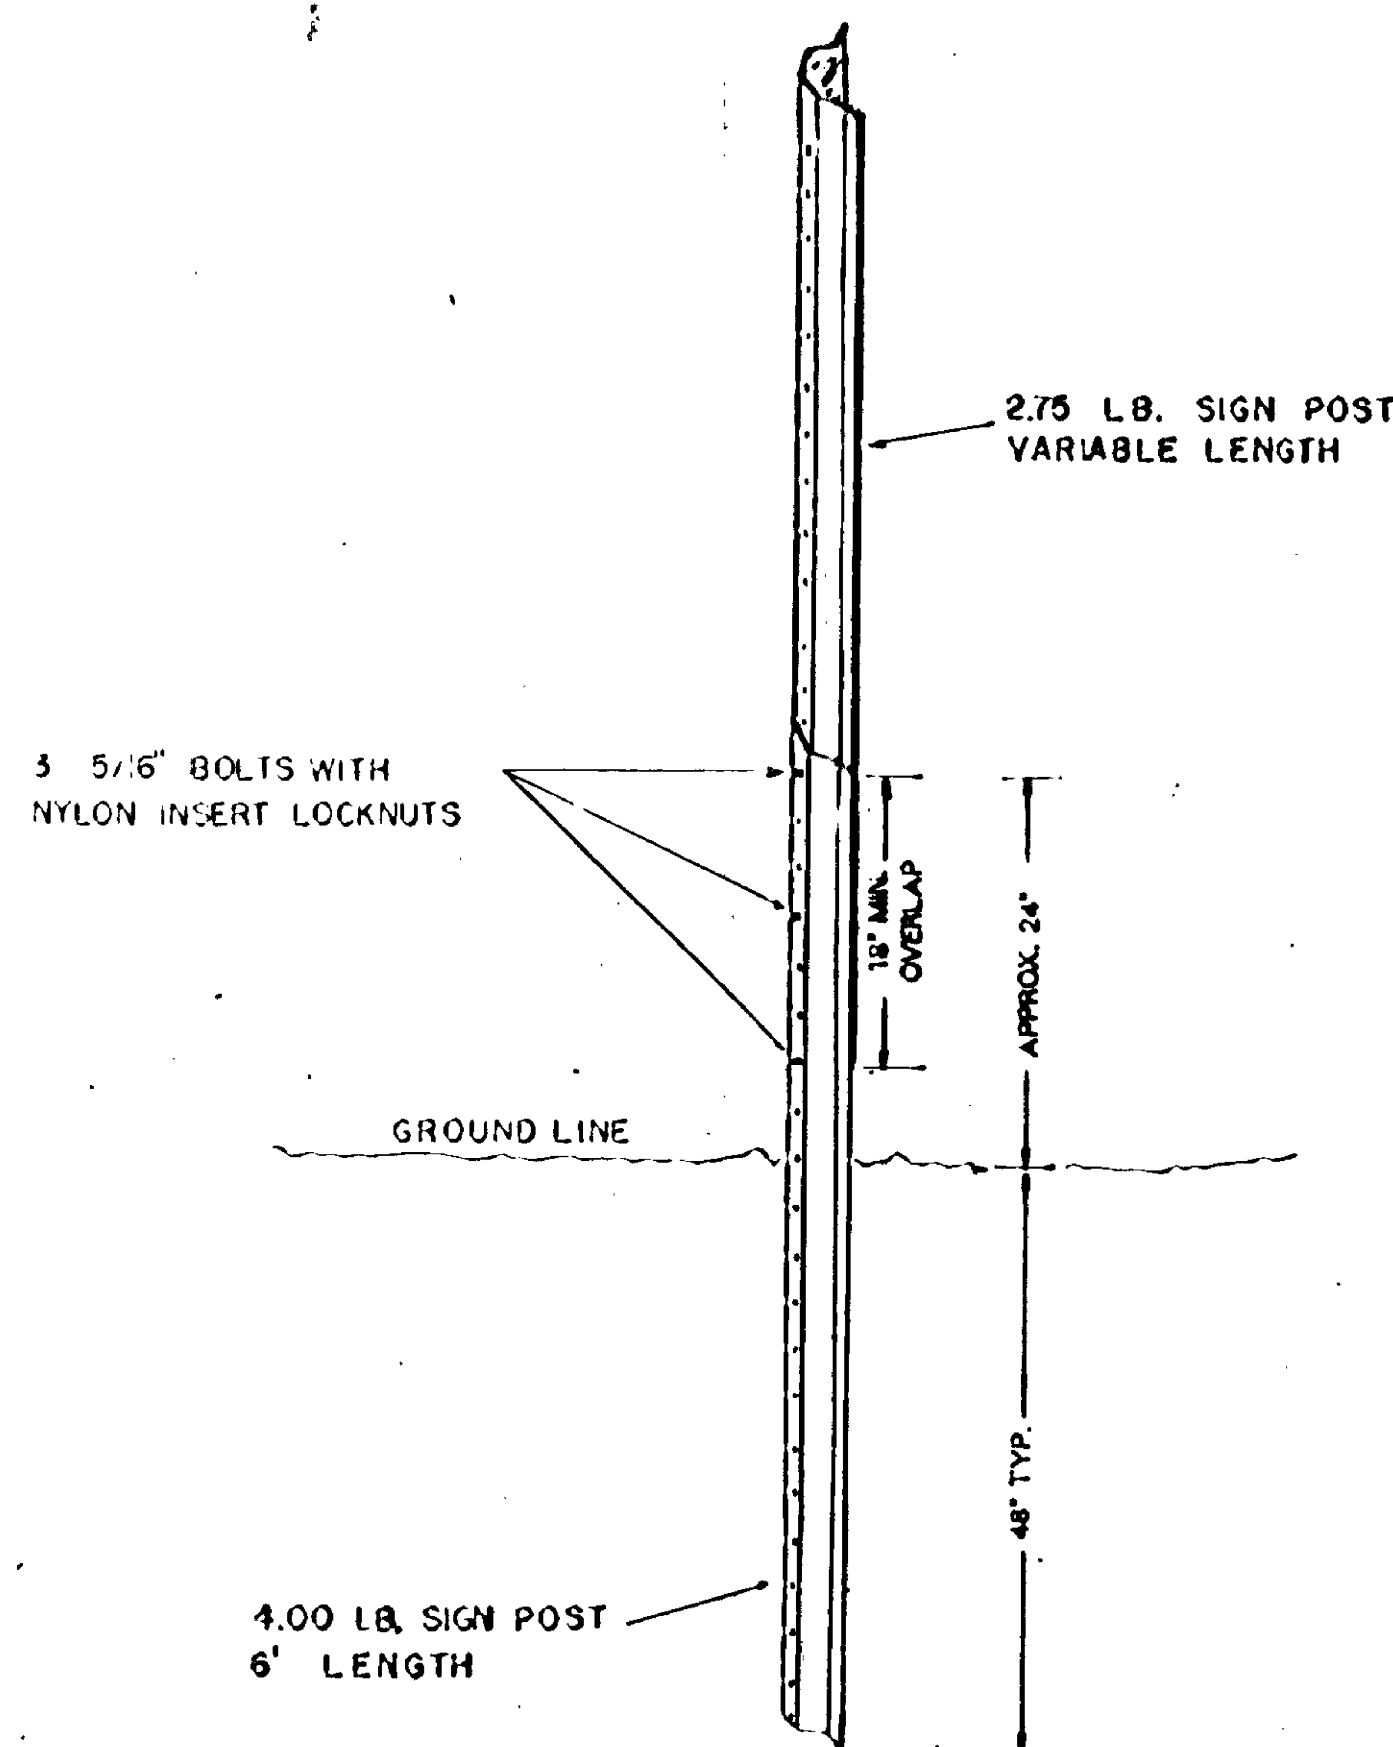 2.75 LB. SIGN POST
VARIABLE LENGTH
3 5/16" BOLTS WITH
NYLON INSERT LOCKNUTS
18" MIN.
OVERLAP
APPROX. 24"
GROUND LINE
48" TYP.
4.00 LB. SIGN POST
6' LENGTH